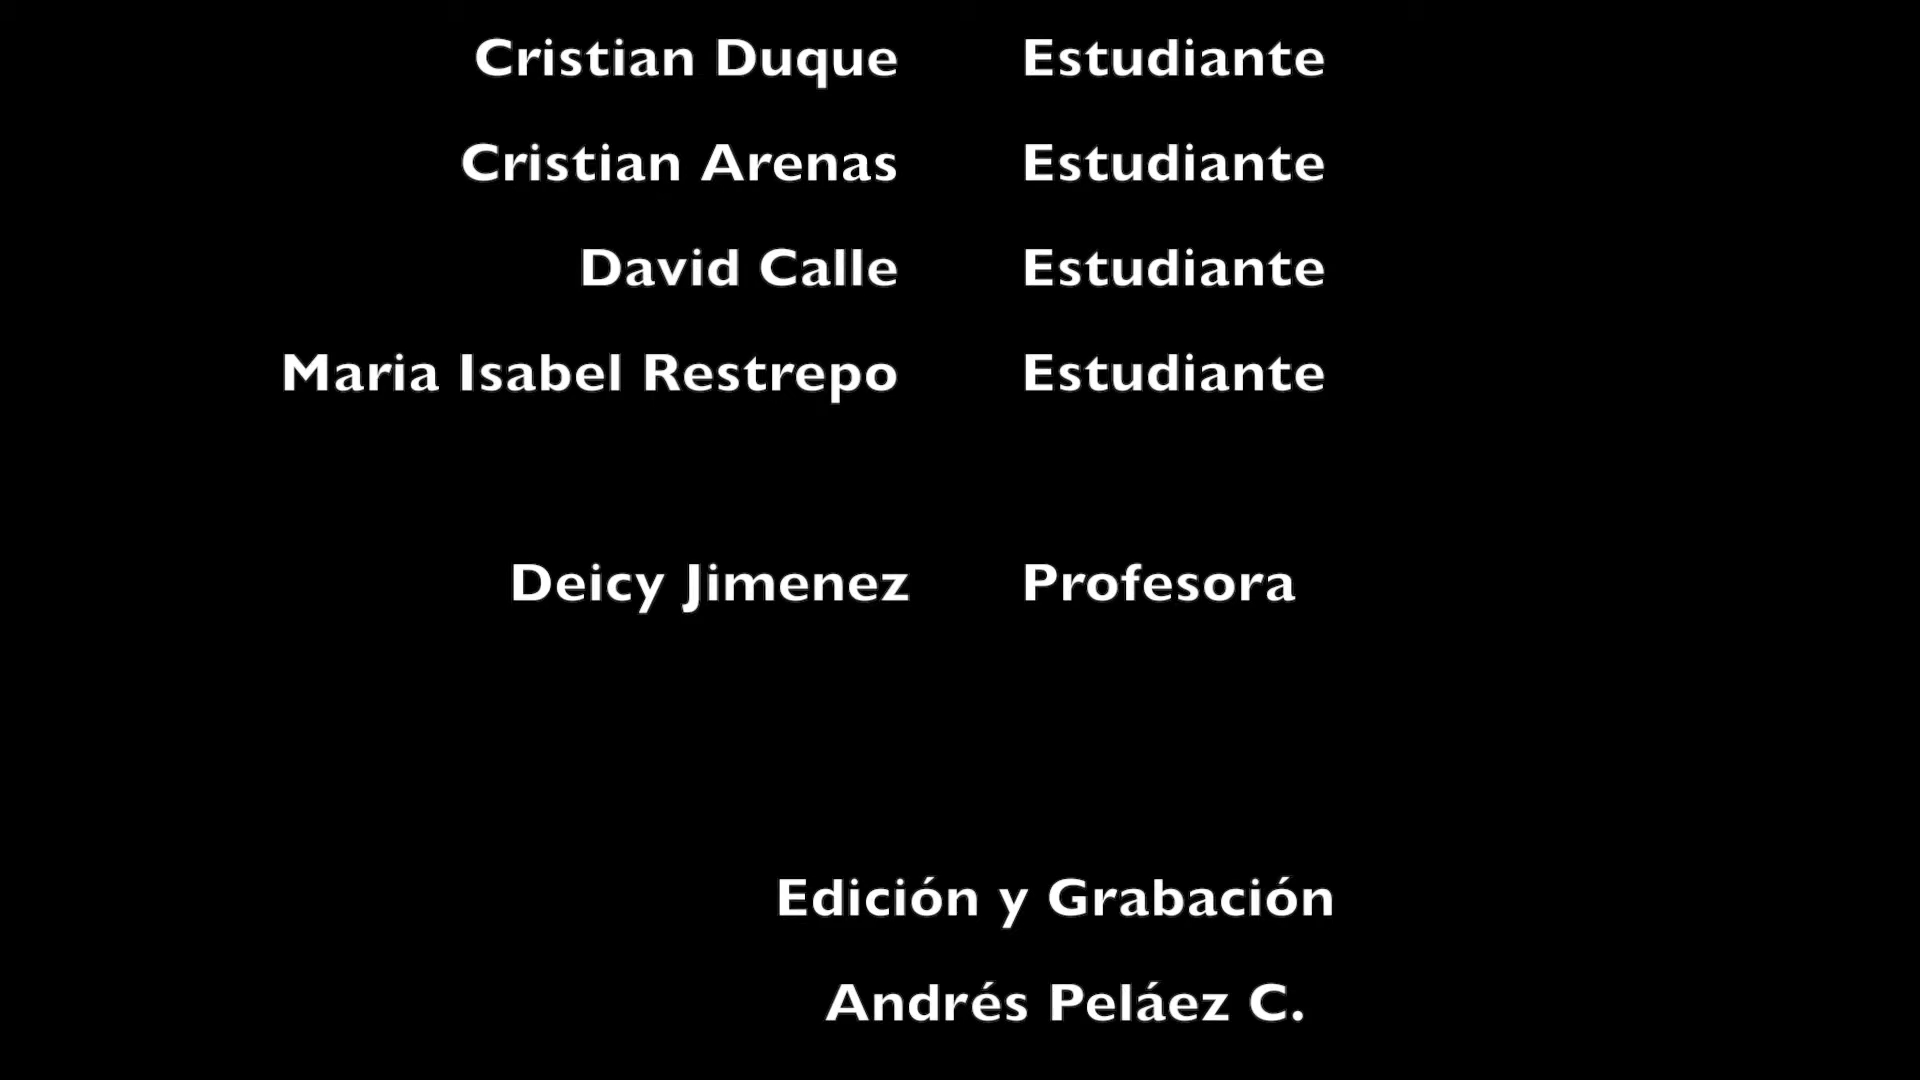 Cristian Duque Estudiante
Cristian Arenas Estudiante
David Calle Estudiante
Maria Isabel Restrepo Estudiante
Deicy Jimenez Profesora
Edición y Grabación
Andrés Peláez C.